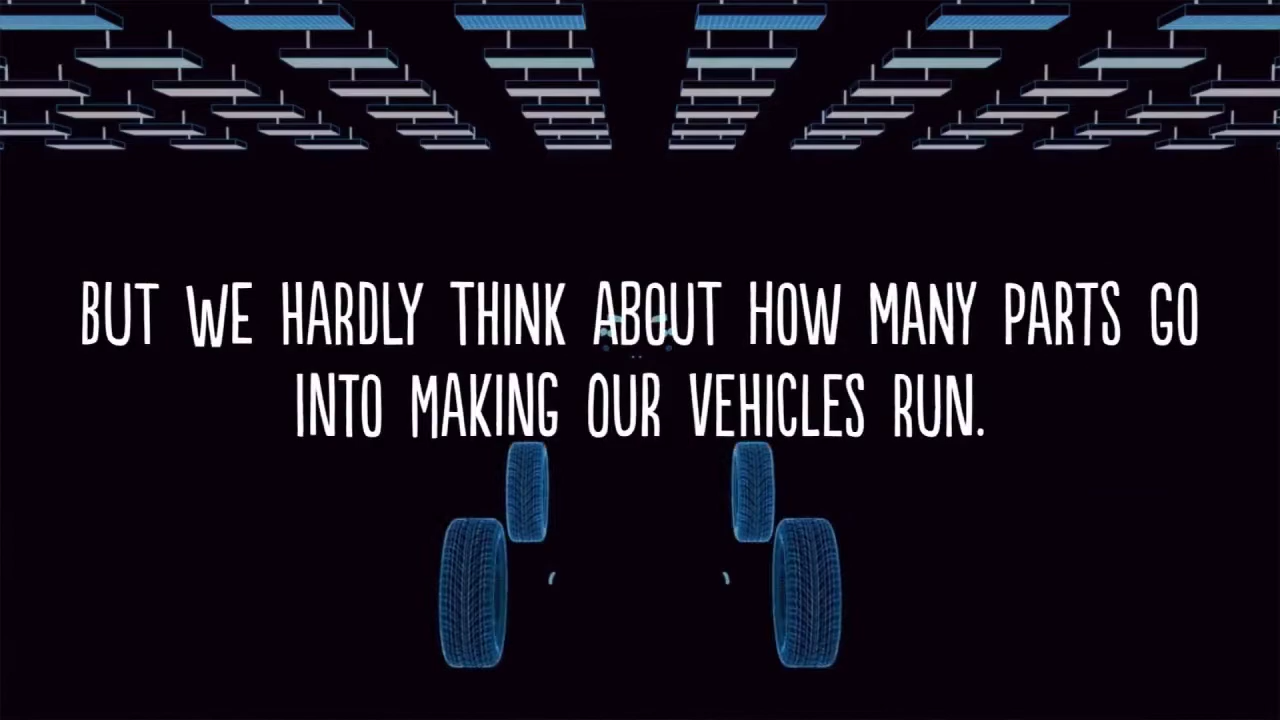 BUT WE HARDLY THINK ABOUT HOW MANY PARTS GO
INTO MAKING OUR VEHICLES RUN.